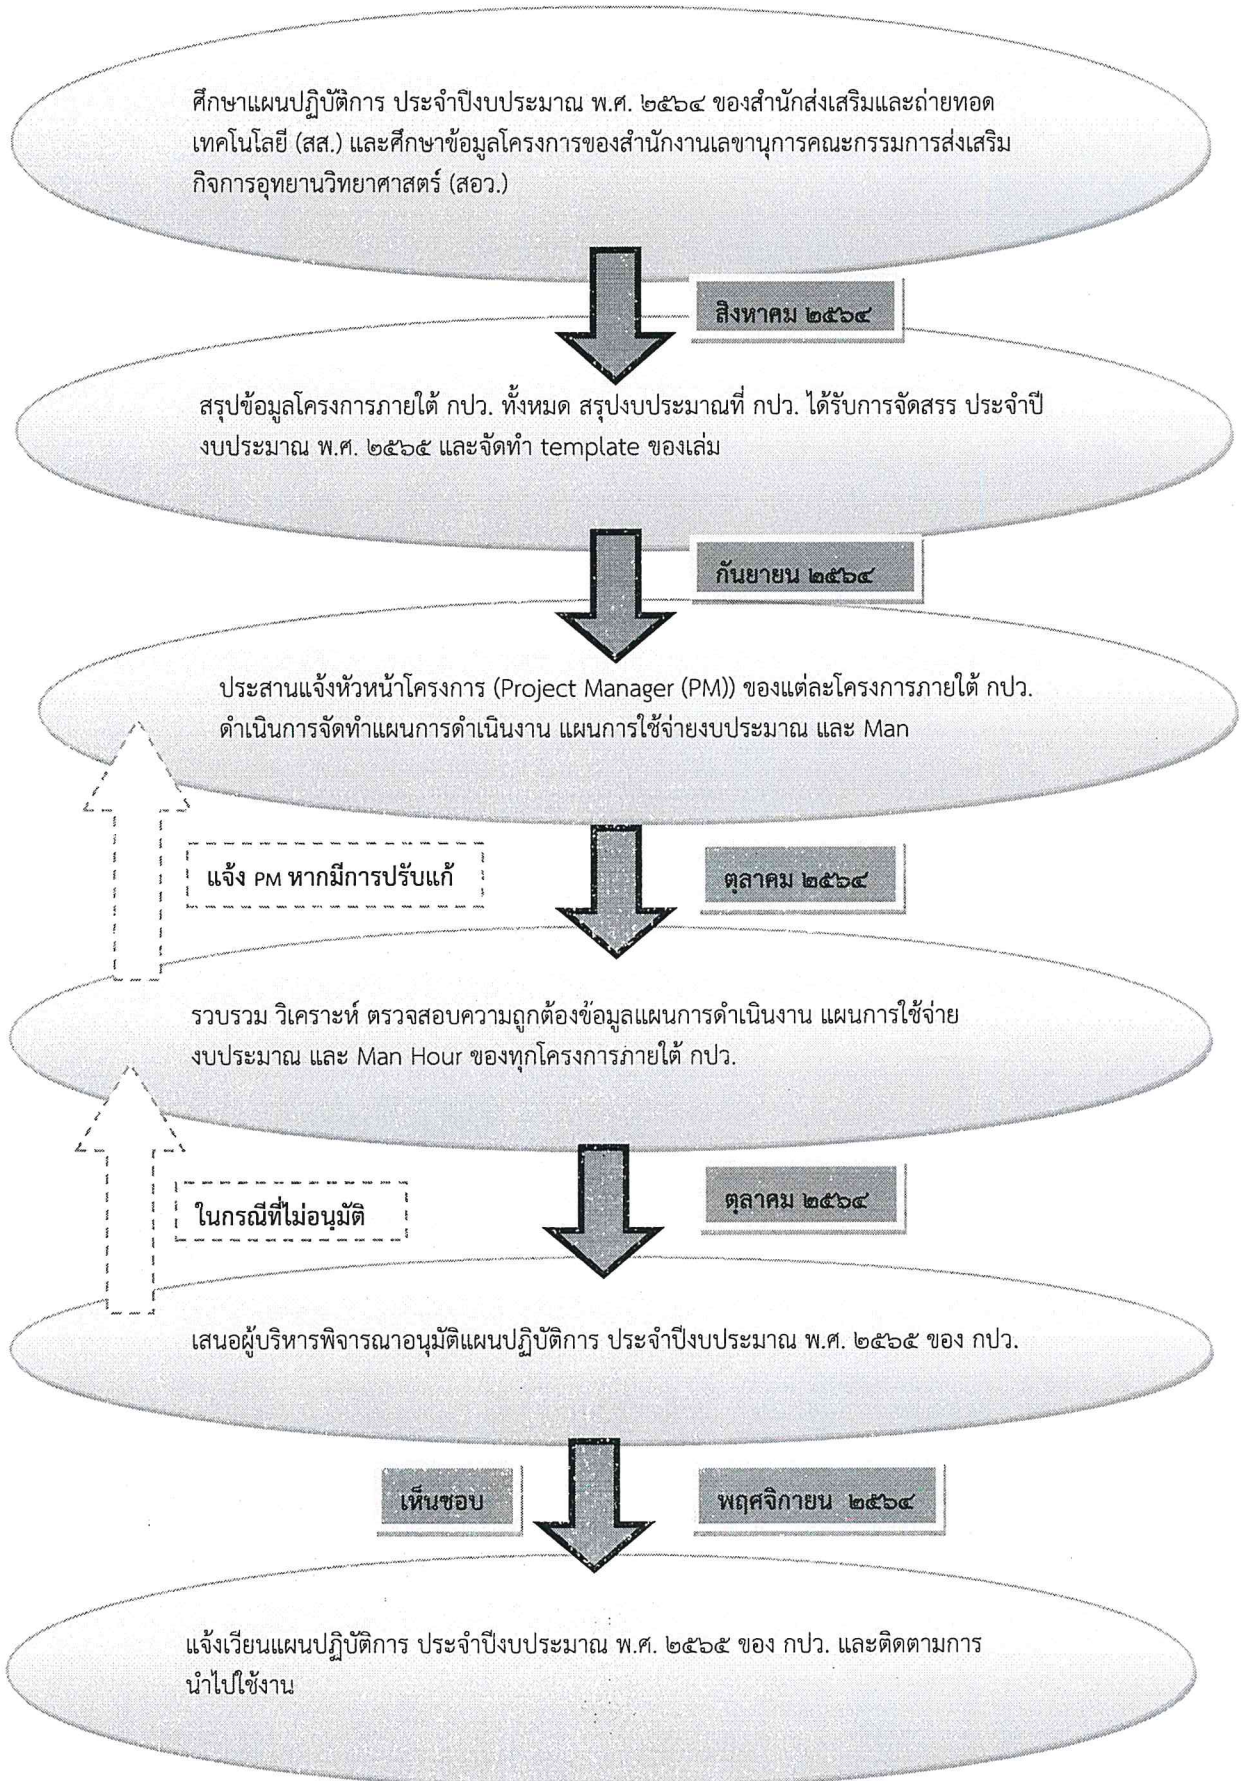 ศึกษาแผนปฏิบัติการ ประจำปีงบประมาณ พ.ศ. ๒๕๖๔ ของสำนักส่งเสริมและถ่ายทอด
เทคโนโลยี (สส.) และศึกษาข้อมูลโครงการของสำนักงานเลขานุการคณะกรรมการส่งเสริม
กิจการอุทยานวิทยาศาสตร์ (สอว.)
สิงหาคม ๒๕๖๔
สรุปข้อมูลโครงการภายใต้ กปว. ทั้งหมด สรุปงบประมาณที่ กปว. ได้รับการจัดสรร ประจำปี
งบประมาณ พ.ศ. ๒๕๖๕ และจัดทำ template ของเล่ม
กันยายน ๒๕๖๔
ประสานแจ้งหัวหน้าโครงการ (Project Manager (PM)) ของแต่ละโครงการภายใต้ กปว.
ดำเนินการจัดทำแผนการดำเนินงาน แผนการใช้จ่ายงบประมาณ และ Man
แจ้ง PM หากมีการปรับแก้
ตุลาคม ๒๕๖๔
รวบรวม วิเคราะห์ ตรวจสอบความถูกต้องข้อมูลแผนการดำเนินงาน แผนการใช้จ่าย
งบประมาณ และ Man Hour ของทุกโครงการภายใต้ กปว.
ในกรณีที่ไม่อนุมัติ
ตุลาคม ๒๕๖๔
เสนอผู้บริหารพิจารณาอนุมัติแผนปฏิบัติการ ประจำปีงบประมาณ พ.ศ. ๒๕๖๕ ของ กปว.
เห็นชอบ
พฤศจิกายน ๒๕๖๔
แจ้งเวียนแผนปฏิบัติการ ประจำปีงบประมาณ พ.ศ. ๒๕๖๕ ของ กปว. และติดตามการ
นำไปใช้งาน